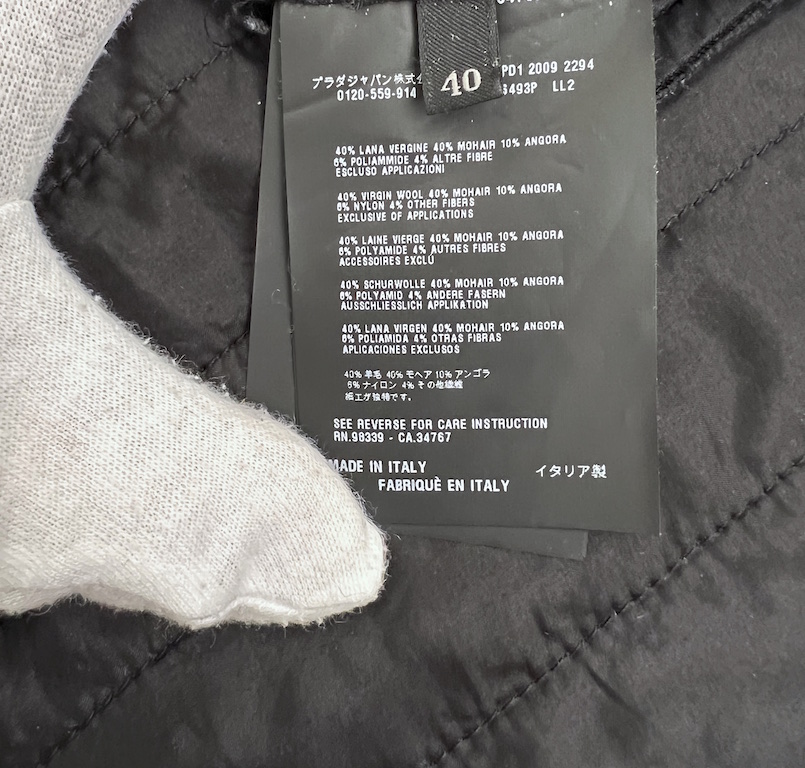 40
プラダジャパン株式会
0120-559-914
PD1 2009 2294
6493P LL2
40% LANA VERGINE 40% MOHAIR 10% ANGORA
6% POLIAMMIDE 4% ALTRE FIBRE
ESCLUSO APPLICAZIONI
40% VIRGIN WOOL 40% MOHAIR 10% ANGORA
6% NYLON 4% OTHER FIBERS
EXCLUSIVE OF APPLICATIONS
40% LAINE VIERGE 40% MOHAIR 10% ANGORA
6% POLYAMIDE 4% AUTRES FIBRES
ACCESSOIRES EXCLÚ
40% SCHURWOLLE 40% MOHAIR 10% ANGORA
6% POLYAMID 4% ANDERE FASERN
AUSSCHLIESSLICH APPLIKATION
40% LANA VIRGEN 40% MOHAIR 10% ANGORA
6% POLIAMIDA 4% OTRAS FIBRAS
APLICACIONES EXCLUSOS
40% 羊毛 40% モヘア 10% アンゴラ
6% ナイロン 4% その他繊維
細工が独特です。
SEE REVERSE FOR CARE INSTRUCTION
RN.98339 - CA.34767
MADE IN ITALY イタリア製
FABRIQUÈ EN ITALY